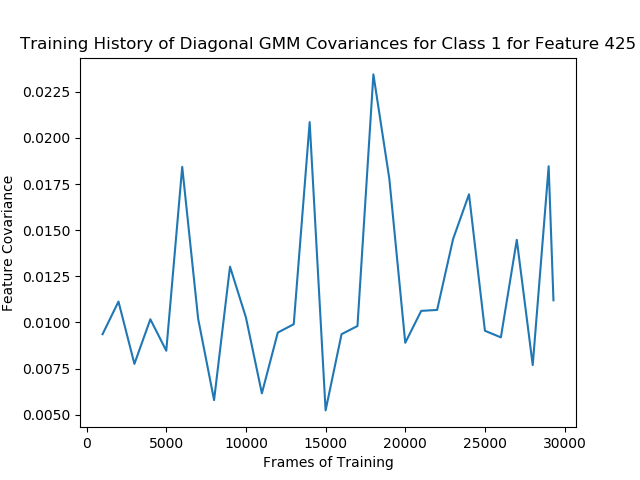 Training History of Diagonal GMM Covariances for Class 1 for Feature 425
0.0225
0.0200
0.0175
0.0150
0.0125
0.0100
0.0075
0.0050
Feature Covariance
0 5000 10000 15000 20000 25000 30000
Frames of Training